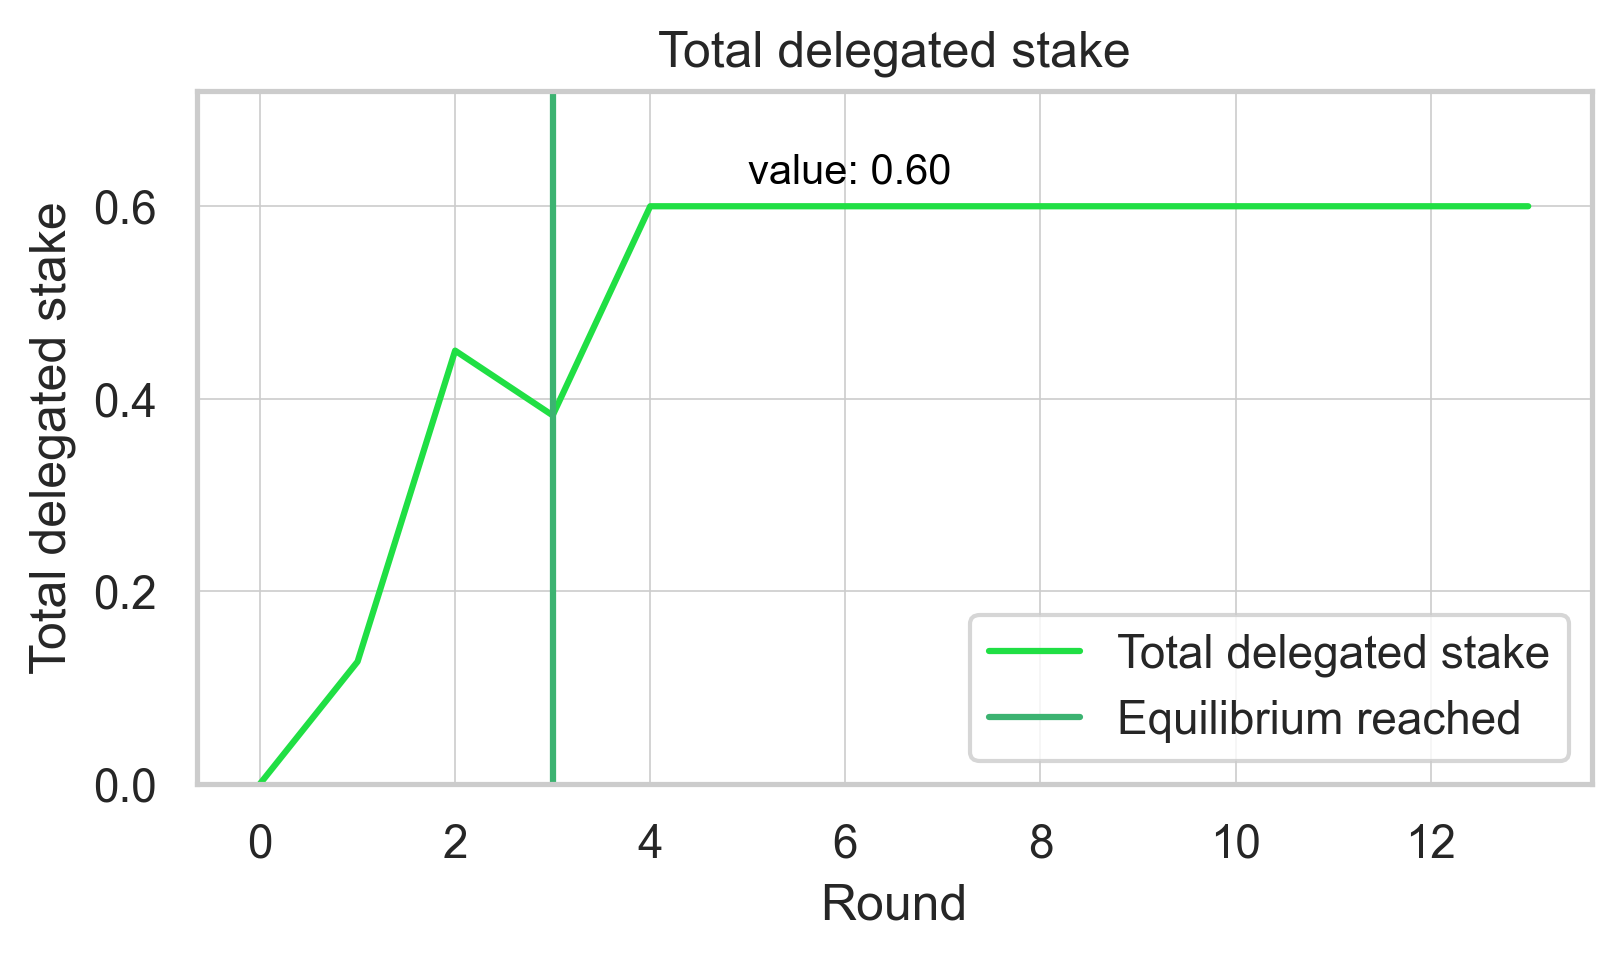 Total delegated stake
value: 0.60
Total delegated stake
0.6
0.4
0.2
0.0
Total delegated stake
Equilibrium reached
0 2 4 6 8 10 12
Round